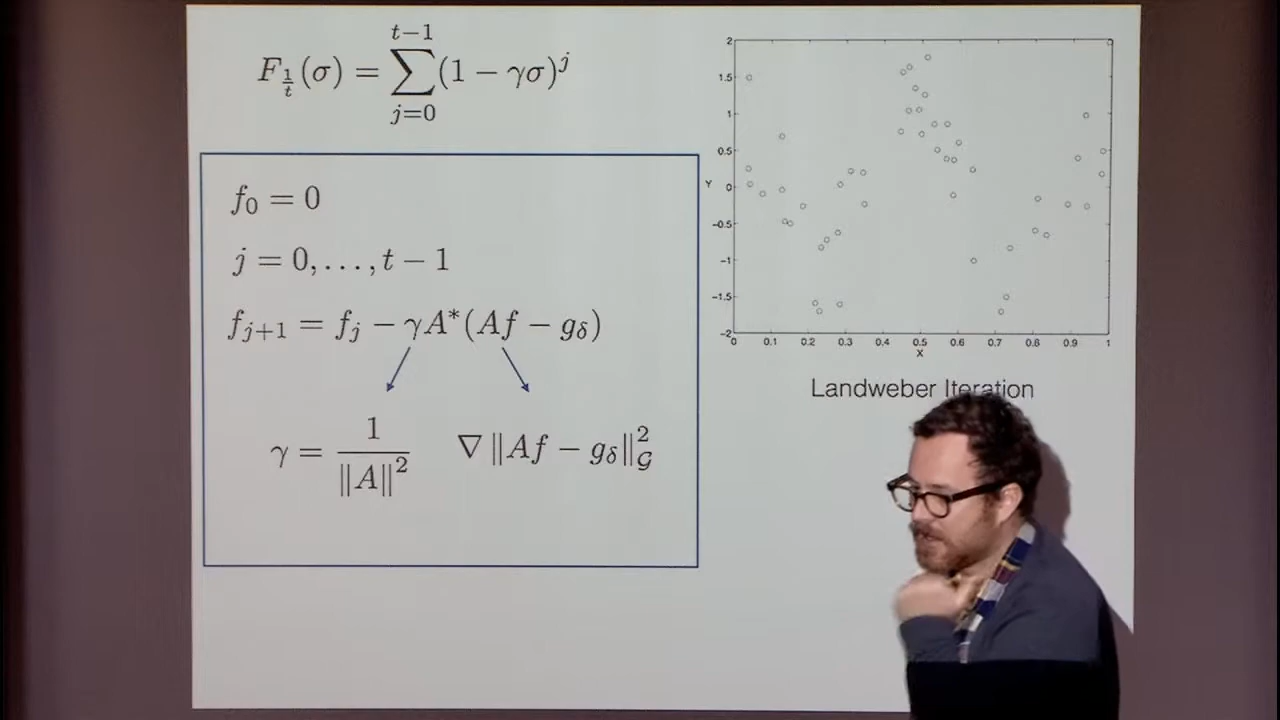 t−1
F_{1/t}(σ) = ∑(1 − γσ)^j
j=0
f_0 = 0
j = 0, . . . , t − 1
f_{j+1} = f_j − γA*(Af − g_δ)
γ = 1/‖A‖^2 ∇ ‖Af − g_δ‖^2_𝒢
2
1.5
1
0.5
Y 0
−0.5
−1
−1.5
−2
0 0.1 0.2 0.3 0.4 0.5 0.6 0.7 0.8 0.9 1
X
Landweber Iteration